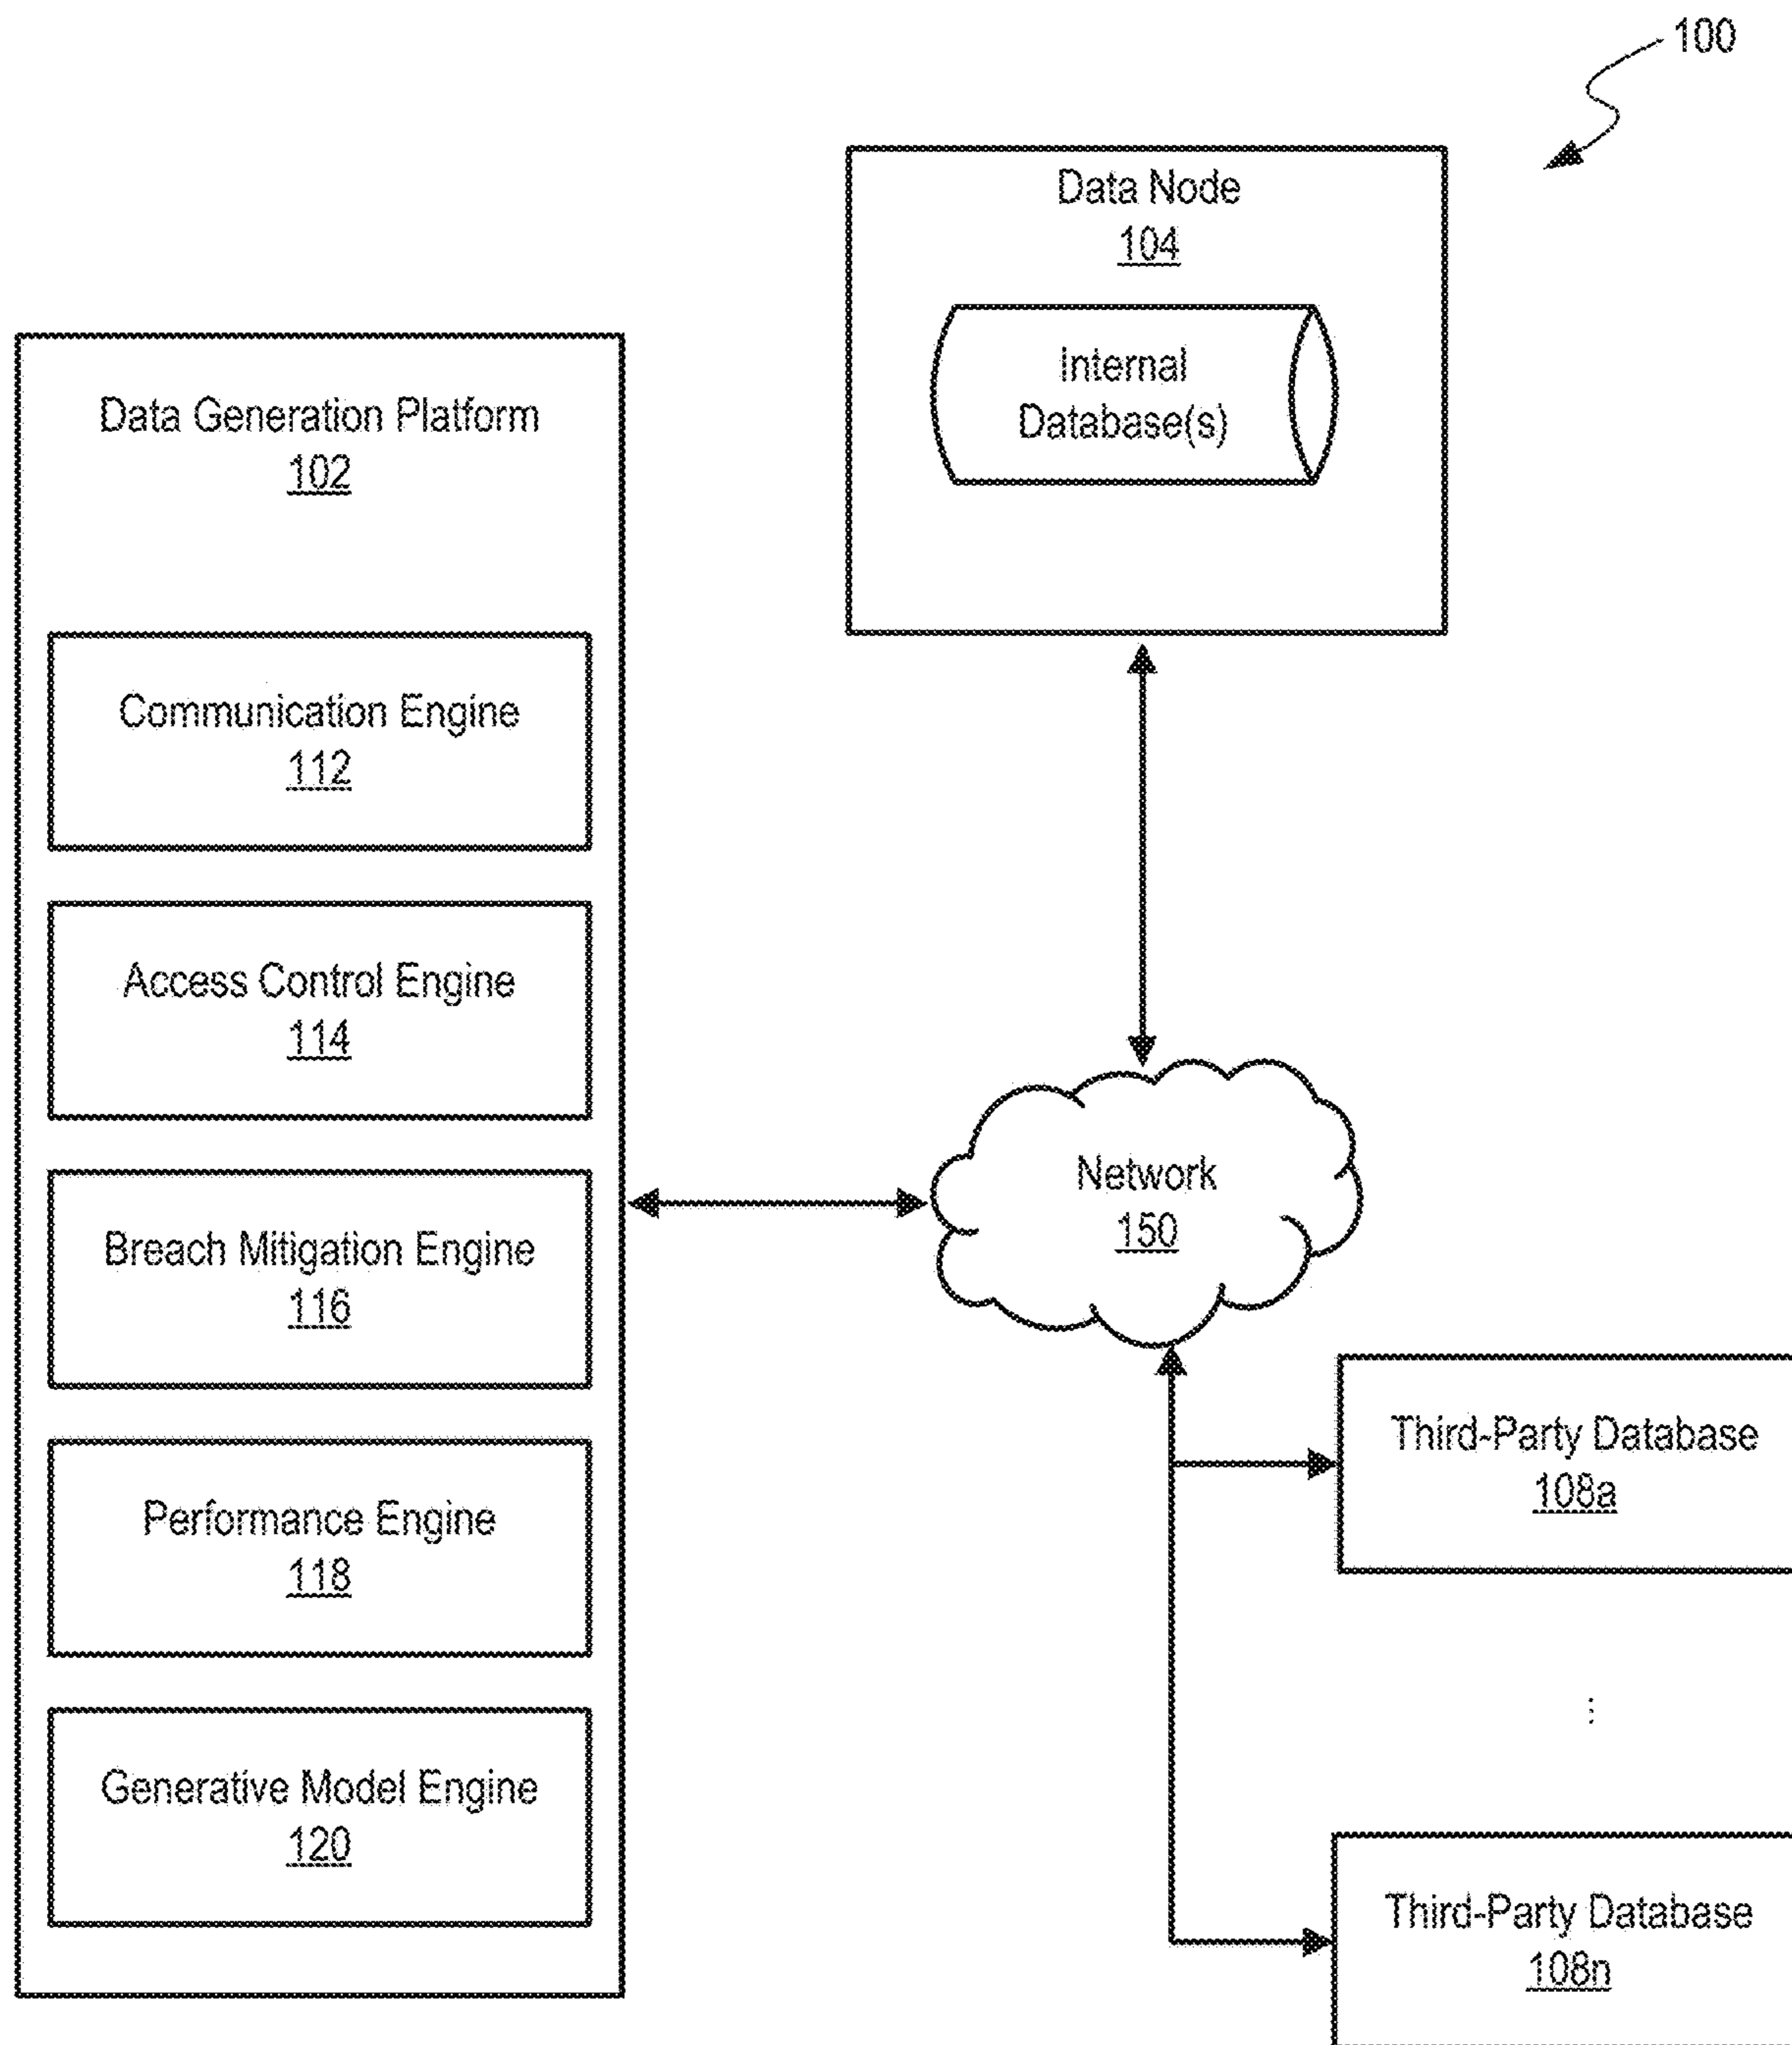 100
Data Node
104
Internal
Database(s)
Data Generation Platform
102
Communication Engine
112
Access Control Engine
114
Breach Mitigation Engine
116
Performance Engine
118
Generative Model Engine
120
Network
150
Third-Party Database
108a
⋮
Third-Party Database
108n